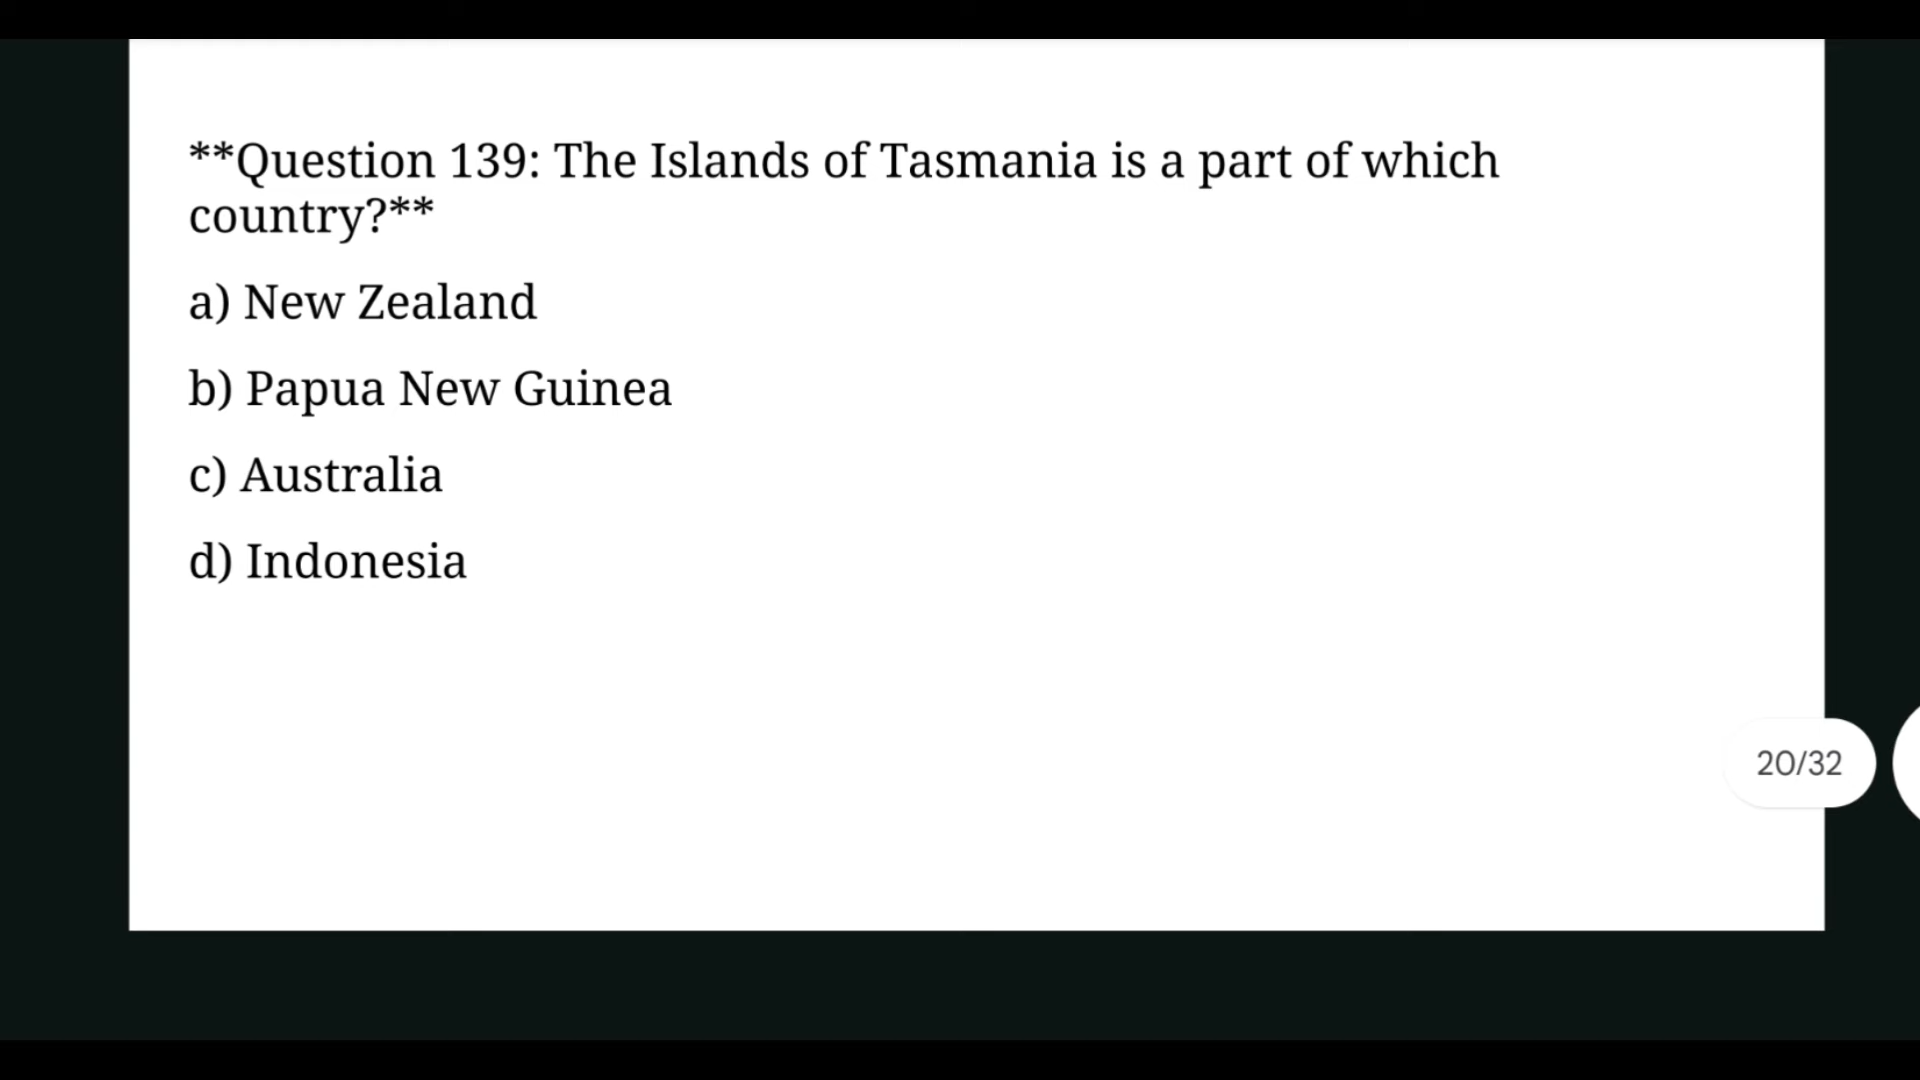 **Question 139: The Islands of Tasmania is a part of which
country?**
a) New Zealand
b) Papua New Guinea
c) Australia
d) Indonesia
20/32